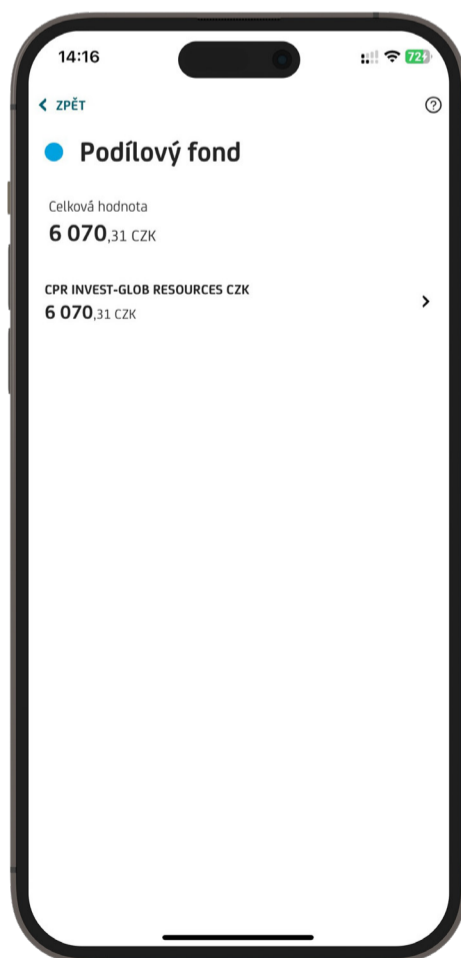 14:16
72
ZPĚT
?
Podílový fond
Celková hodnota
6 070,31 CZK
CPR INVEST-GLOB RESOURCES CZK
6 070,31 CZK